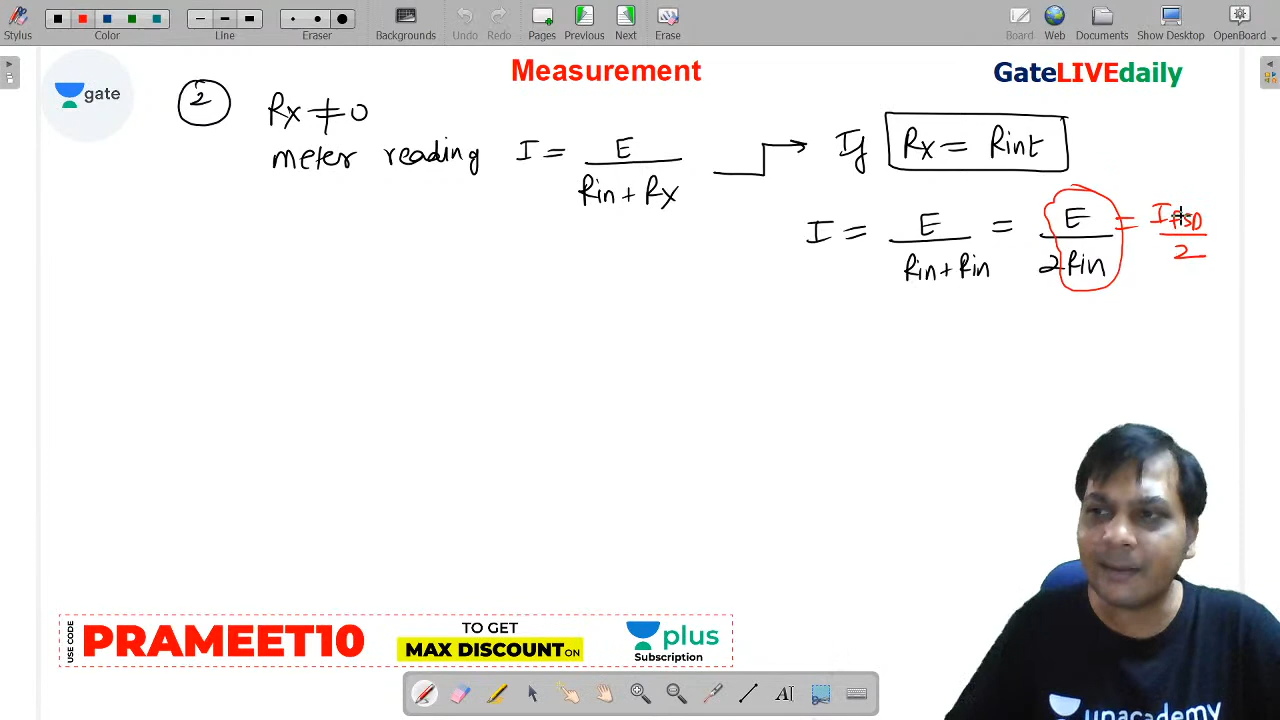 Stylus
Color
Line
Eraser
Backgrounds
Undo
Redo
Pages
Previous
Next
Erase
Board
Web
Documents
Show Desktop
OpenBoard
gate
Measurement
GateLIVEdaily
2
Rx ≠ 0
meter reading I = E / (Rin + Rx)
If Rx = Rint
I = E / (Rin + Rin) = E / 2Rin = IFSD / 2
USE CODE
PRAMEET10
TO GET
MAX DISCOUNT ON
plus
Subscription
unacademy